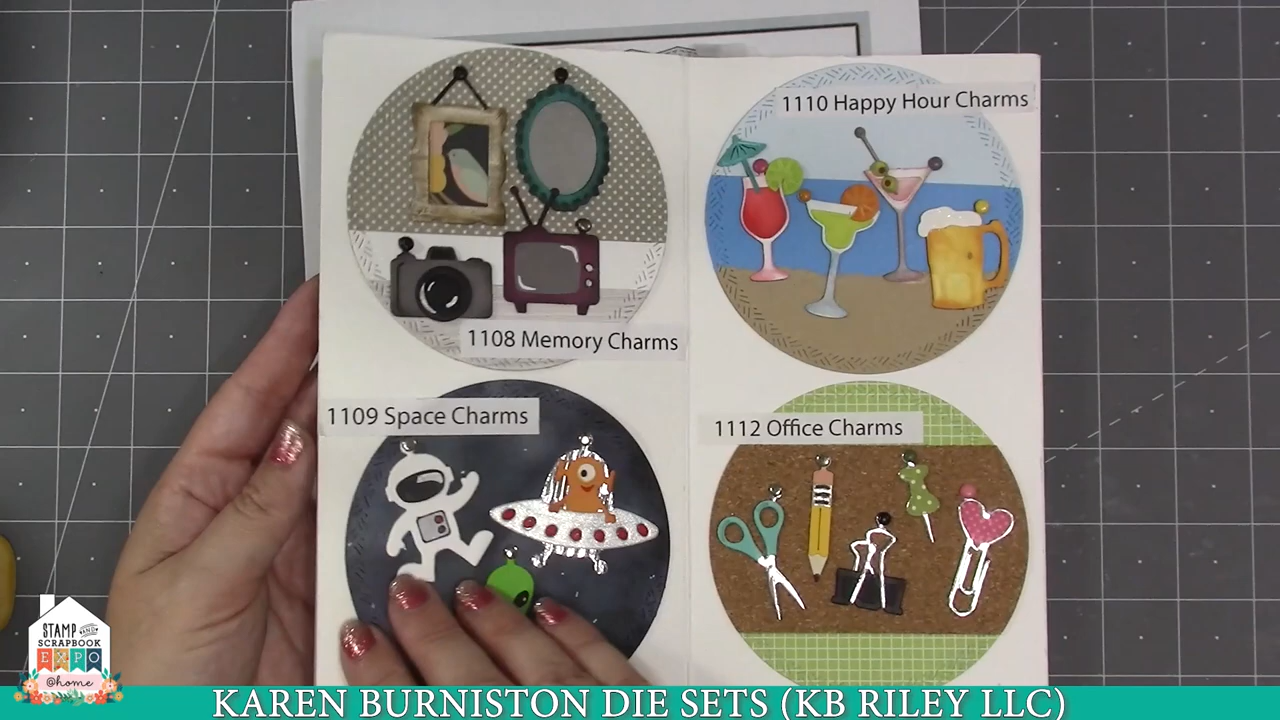 1110 Happy Hour Charms
1108 Memory Charms
1109 Space Charms
1112 Office Charms
STAMP AND
SCRAPBOOK
EXPO
@home
KAREN BURNISTON DIE SETS (KB RILEY LLC)